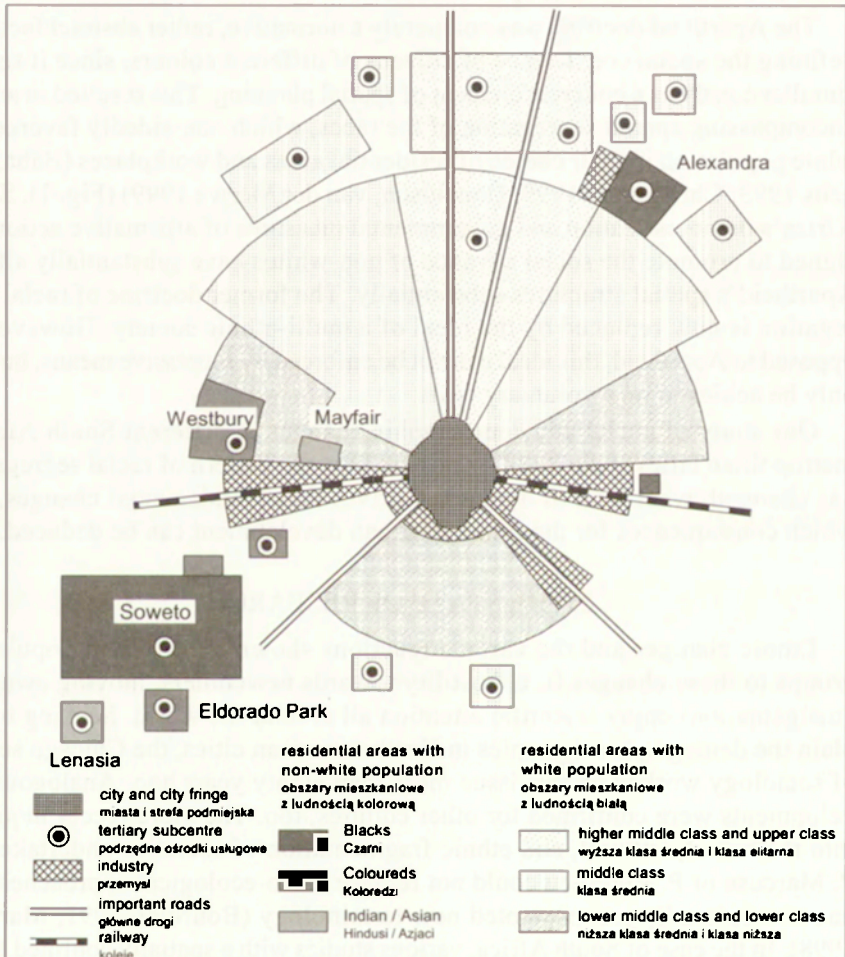 Alexandra
Westbury
Mayfair
Soweto
Eldorado Park
Lenasia
city and city fringe
miasta i strefa podmiejska
tertiary subcentre
podrzędne ośrodki usługowe
industry
przemysł
important roads
główne drogi
railway
koleje
residential areas with
non-white population
obszary mieszkaniowe
z ludnością kolorową
Blacks
Czarni
Coloureds
Koloredzi
Indian / Asian
Hindusi / Azjaci
residential areas with
white population
obszary mieszkaniowe
z ludnością białą
higher middle class and upper class
wyższa klasa średnia i klasa elitarna
middle class
klasa średnia
lower middle class and lower class
niższa klasa średnia i klasa niższa